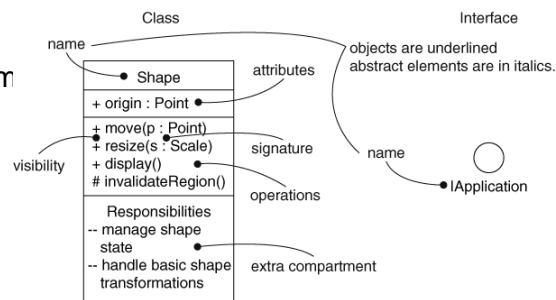 Class
Interface
name
objects are underlined
abstract elements are in italics.
m
Shape
attributes
+ origin : Point
+ move(p : Point)
+ resize(s : Scale)
+ display()
# invalidateRegion()
visibility
signature
name
operations
IApplication
Responsibilities
-- manage shape
state
-- handle basic shape
transformations
extra compartment